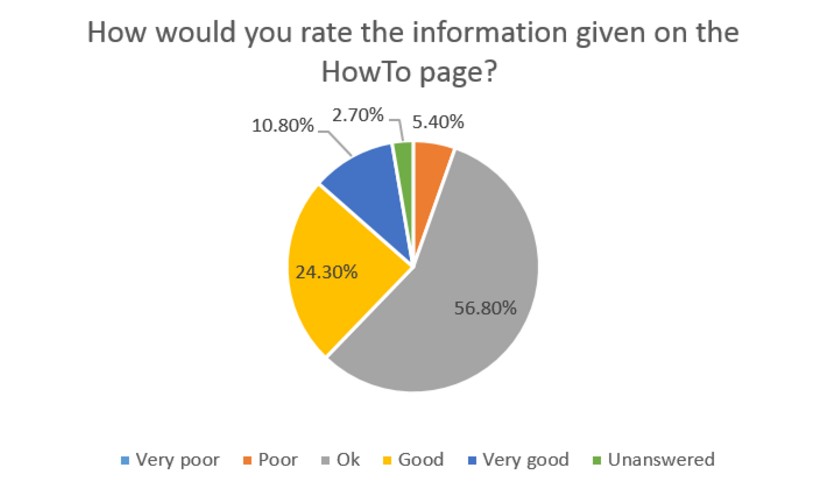 How would you rate the information given on the
HowTo page?
10.80%
2.70%
5.40%
24.30%
56.80%
Very poor Poor Ok Good Very good Unanswered